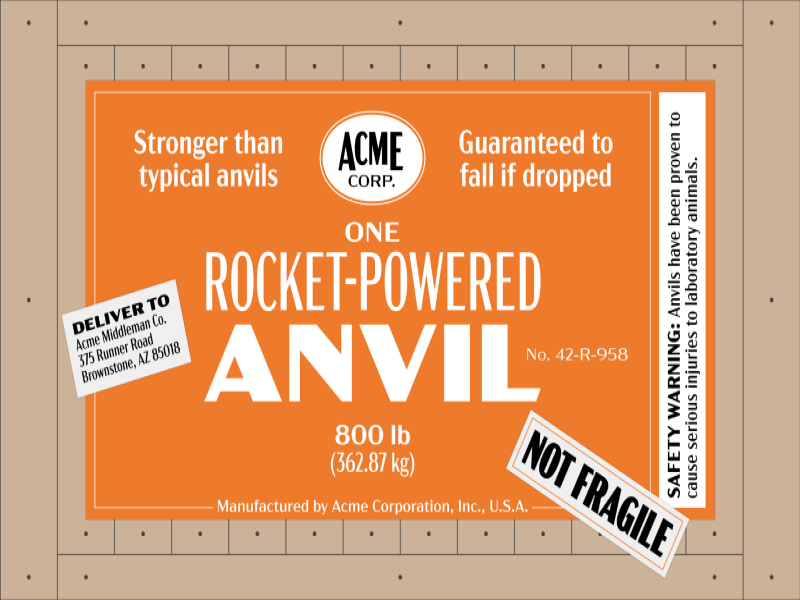 Stronger than
typical anvils
ACME
CORP.
Guaranteed to
fall if dropped
ONE
ROCKET-POWERED
ANVIL
No. 42-R-958
800 lb
(362.87 kg)
Manufactured by Acme Corporation, Inc., U.S.A.
DELIVER TO
Acme Middleman Co.
375 Runner Road
Brownstone, AZ 85018
NOT FRAGILE
SAFETY WARNING: Anvils have been proven to
cause serious injuries to laboratory animals.